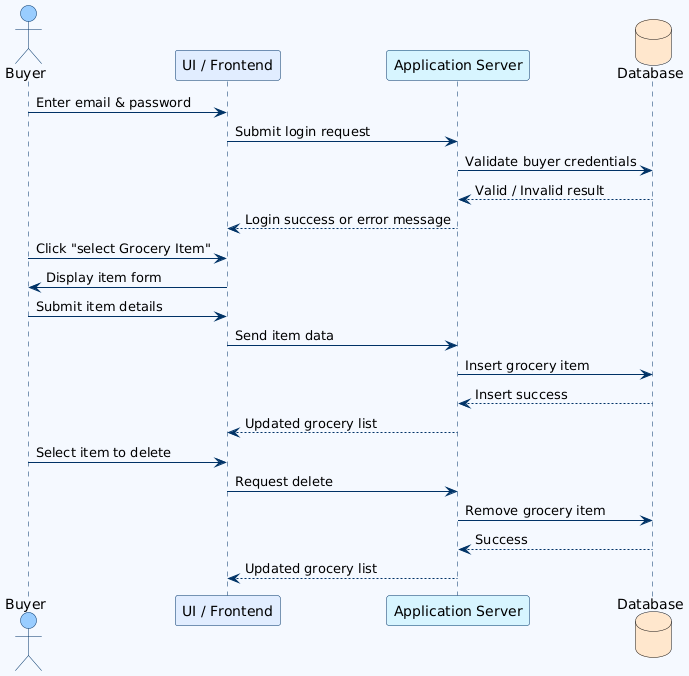 Buyer
UI / Frontend
Application Server
Database
Enter email & password
Submit login request
Validate buyer credentials
Valid / Invalid result
Login success or error message
Click "select Grocery Item"
Display item form
Submit item details
Send item data
Insert grocery item
Insert success
Updated grocery list
Select item to delete
Request delete
Remove grocery item
Success
Updated grocery list
Buyer
UI / Frontend
Application Server
Database